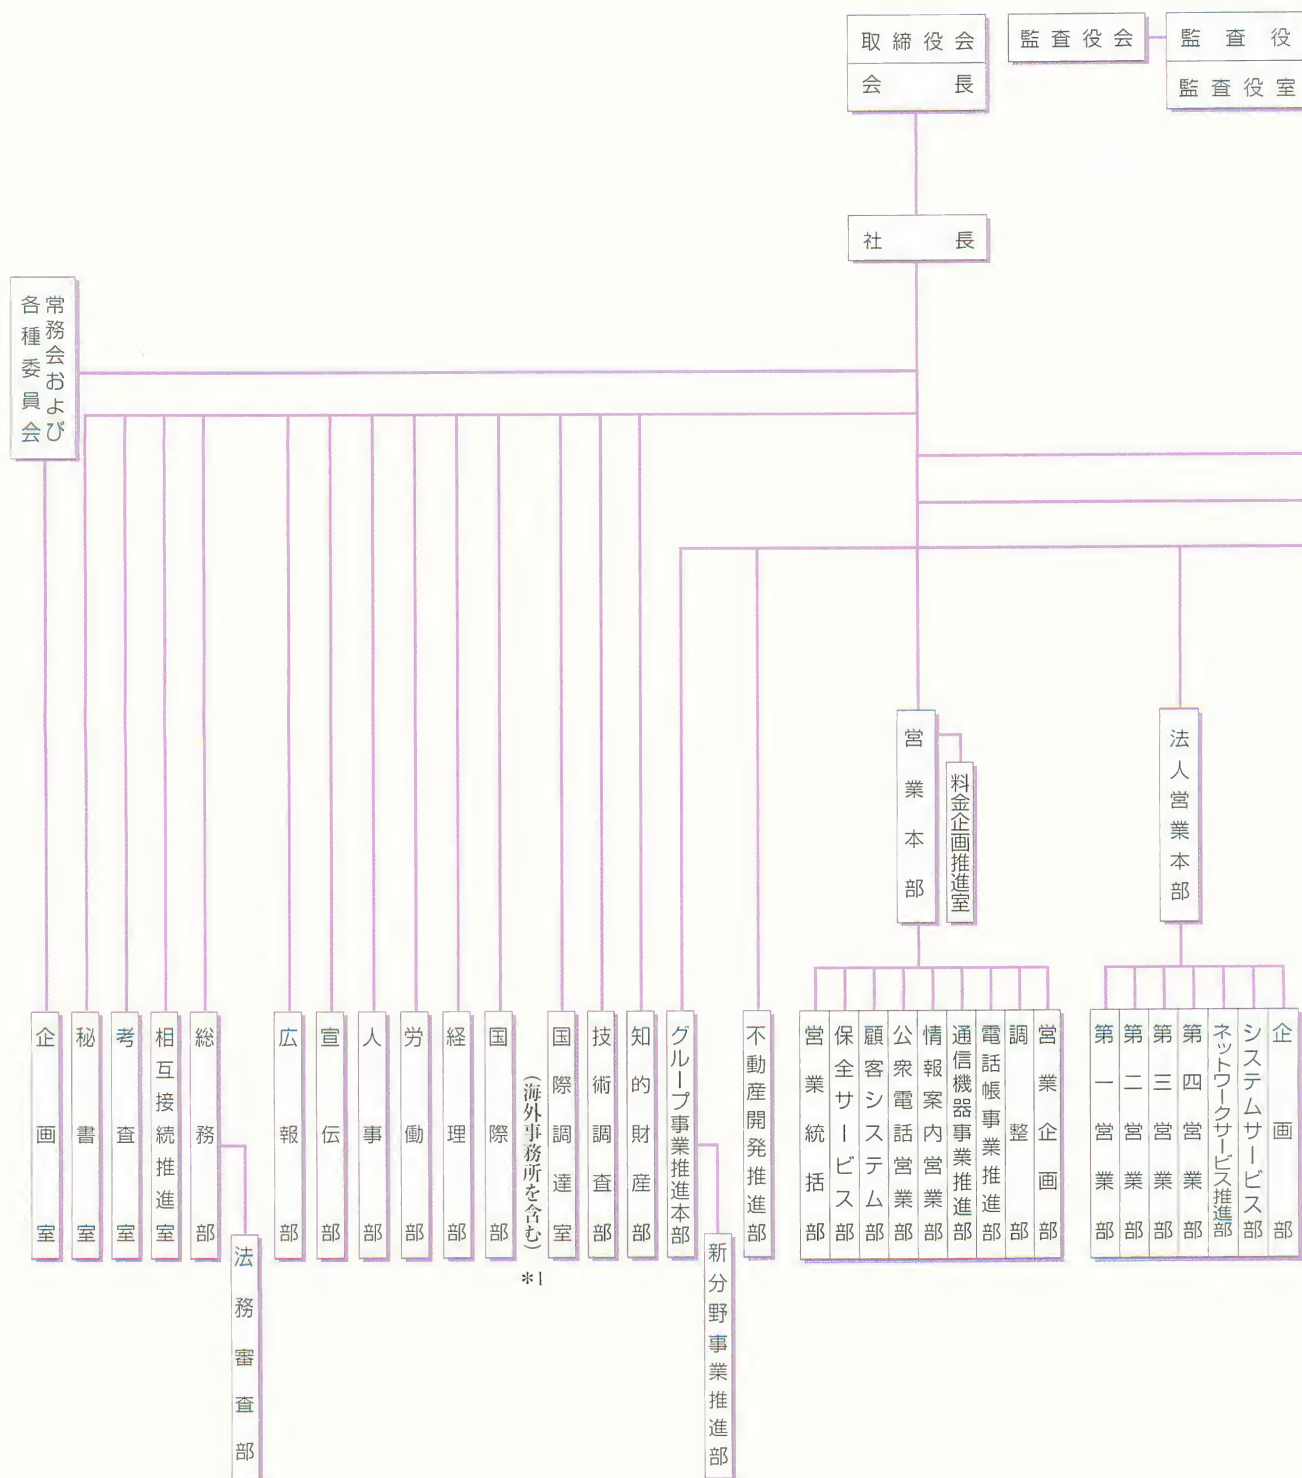 取締役会
会長
監査役会
監査役
監査役室
社長
常務会および
各種委員会
営業本部
料金企画推進室
法人営業本部
企画室
秘書室
考査室
相互接続推進室
総務部
法務審査部
広報部
宣伝部
人事部
労働部
経理部
国際部
(海外事務所を含む) *1
国際調達室
技術調査部
知的財産部
グループ事業推進本部
新分野事業推進部
不動産開発推進部
営業統括部
保全サービス部
顧客システム部
公衆電話営業部
情報案内営業部
通信機器事業推進部
電話帳事業推進部
調整部
営業企画部
第一営業部
第二営業部
第三営業部
第四営業部
ネットワークサービス推進部
システムサービス部
企画部